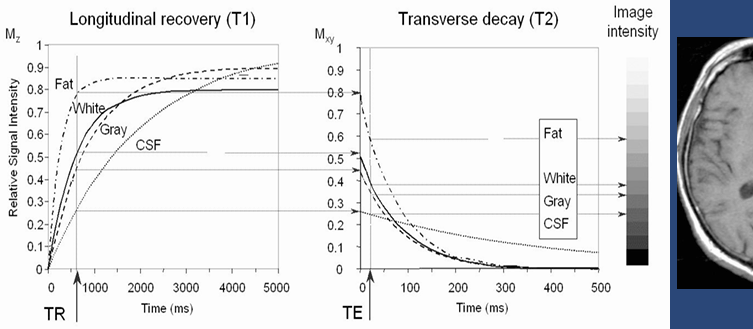 Longitudinal recovery (T1)
Transverse decay (T2)
Image
intensity
Mz
Mxy
Relative Signal Intensity
1
0.9
0.8
0.7
0.6
0.5
0.4
0.3
0.2
0.1
0
Fat
White
Gray
CSF
0
1000
2000
3000
4000
5000
Time (ms)
TR
1
0.9
0.8
0.7
0.6
0.5
0.4
0.3
0.2
0.1
0
Fat
White
Gray
CSF
0
100
200
300
400
500
Time (ms)
TE